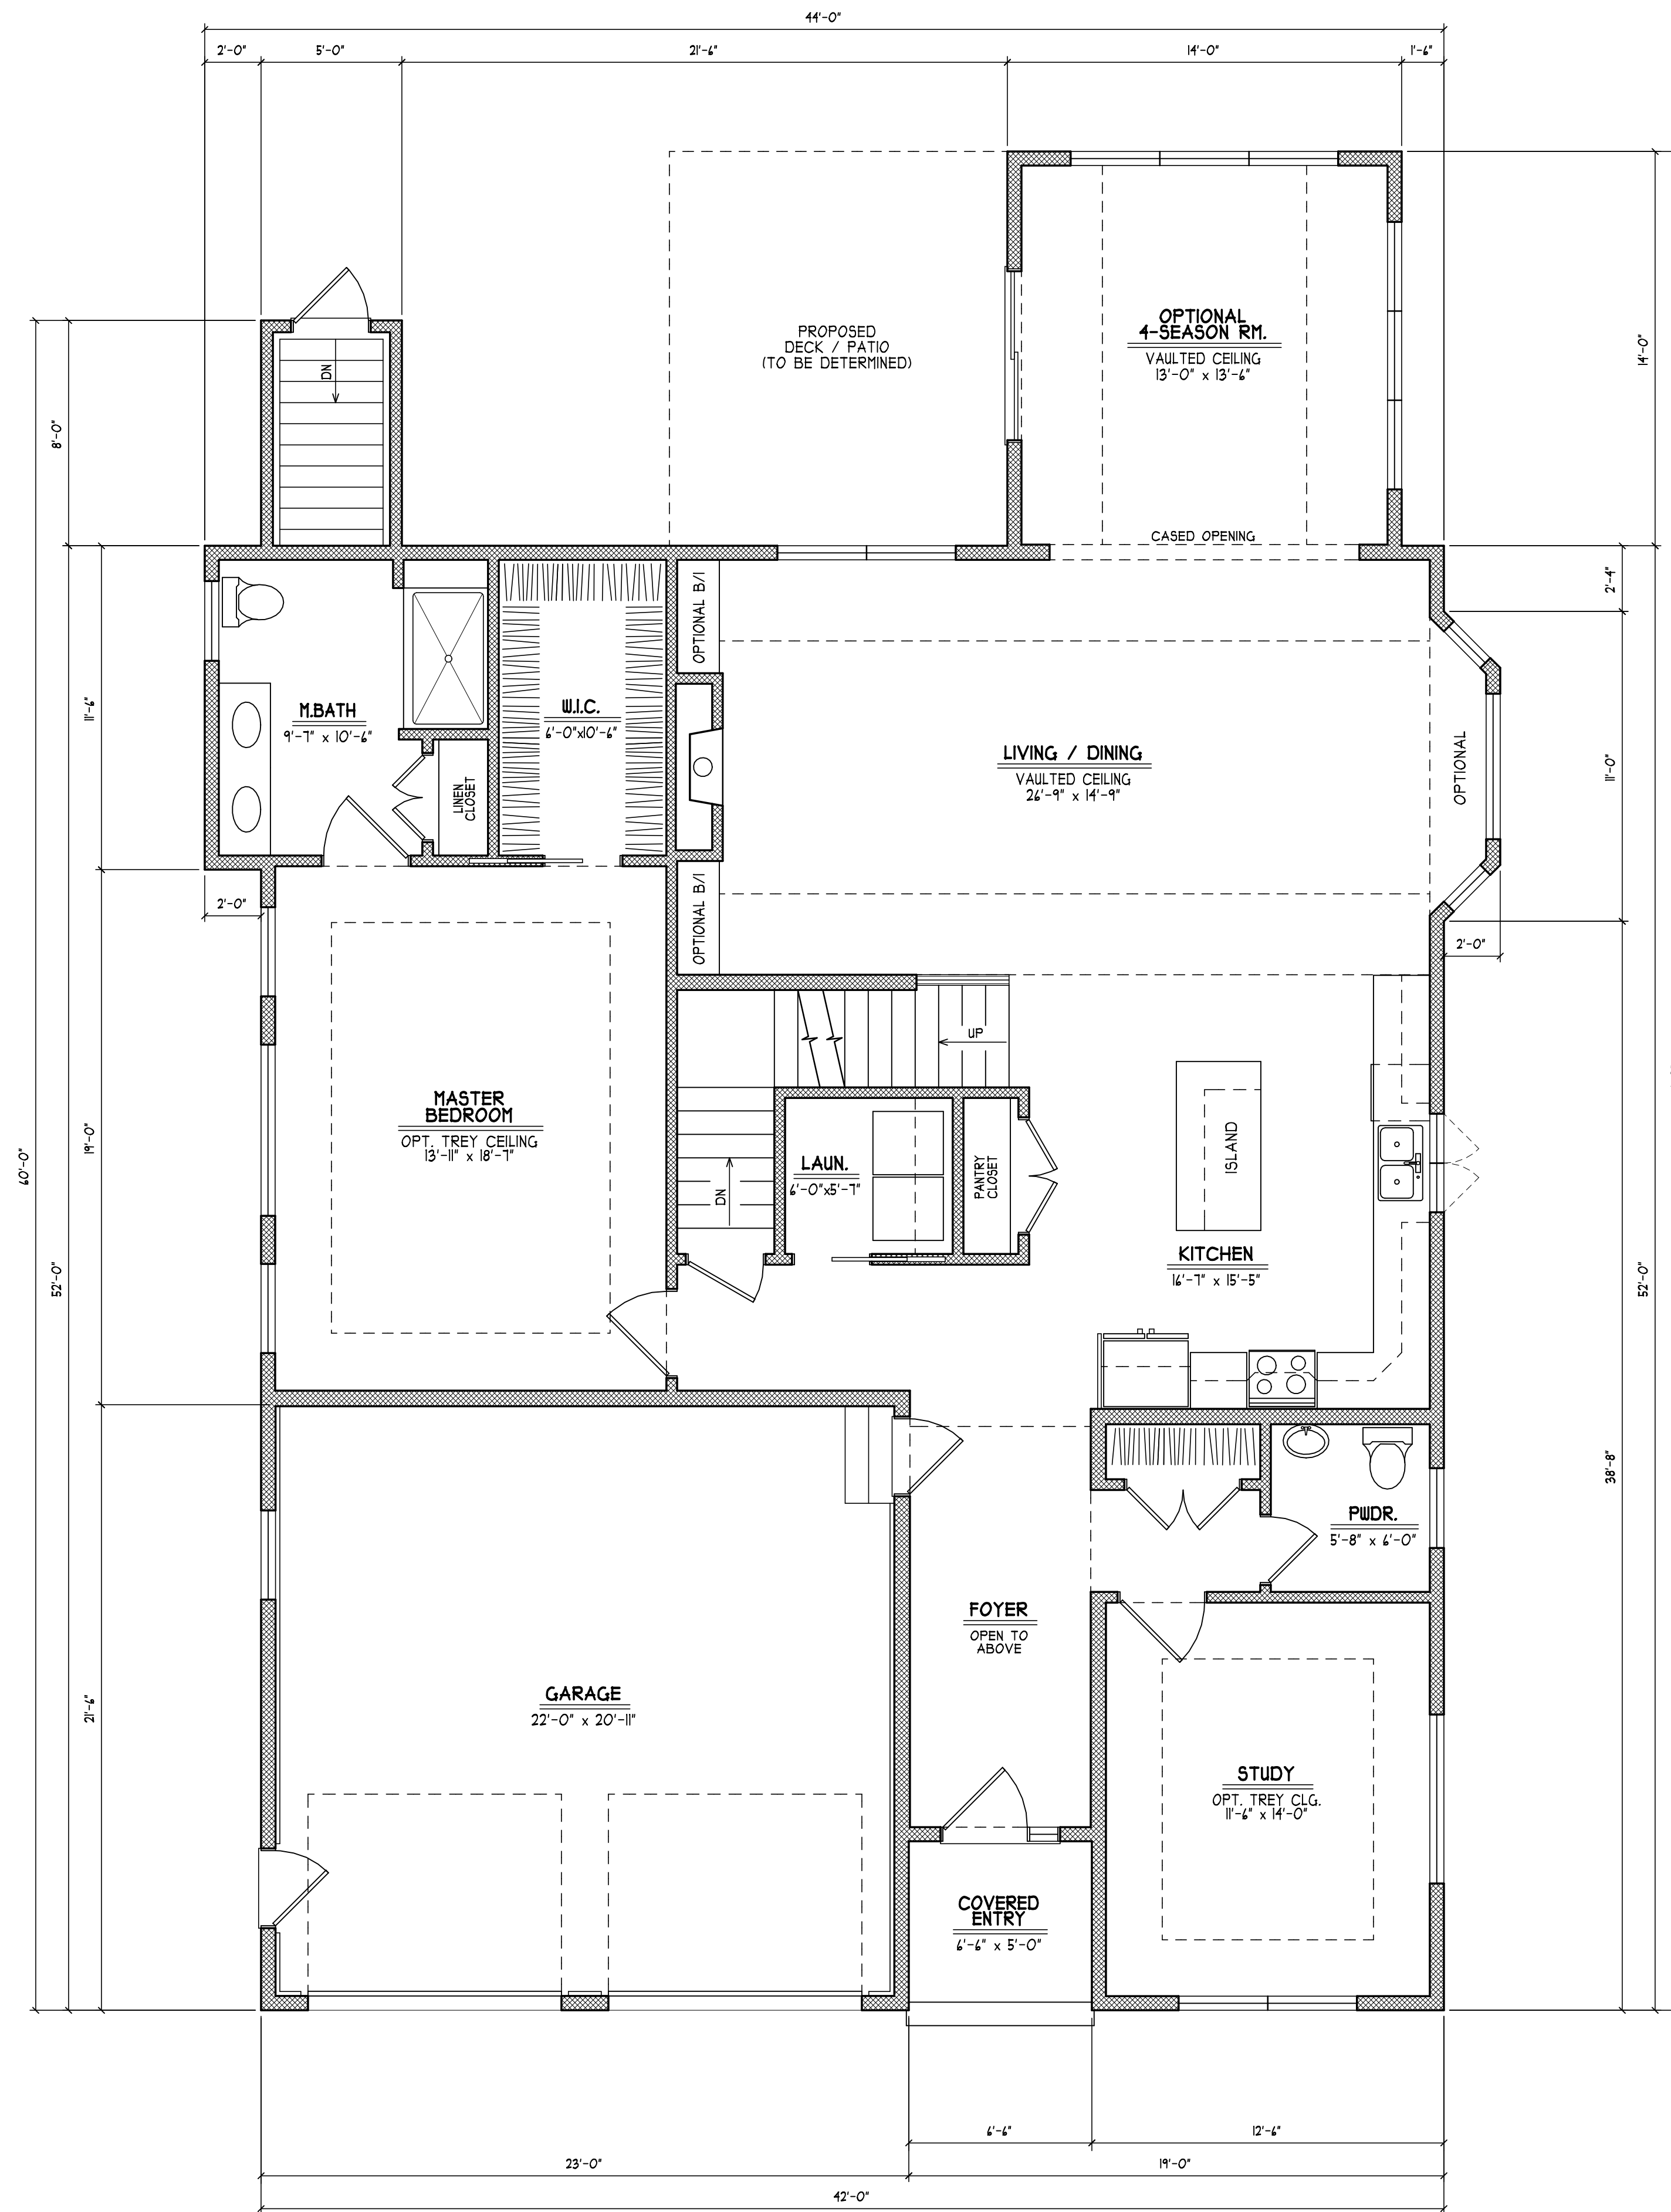 44'-0"
2'-0" 5'-0" 21'-6" 14'-0" 1'-6"
PROPOSED
DECK / PATIO
(TO BE DETERMINED)
OPTIONAL
4-SEASON RM.
VAULTED CEILING
13'-0" x 13'-6"
14'-0"
DN
8'-0"
CASED OPENING
2'-4"
OPTIONAL B/I
11'-6"
M.BATH
9'-7" x 10'-6"
W.I.C.
6'-0"x10'-6"
LINEN
CLOSET
LIVING / DINING
VAULTED CEILING
26'-9" x 14'-9"
OPTIONAL
11'-0"
2'-0"
OPTIONAL B/I
2'-0"
UP
MASTER
BEDROOM
OPT. TREY CEILING
13'-11" x 18'-7"
19'-0"
60'-0"
52'-0"
DN
LAUN.
6'-0"x5'-7"
PANTRY
CLOSET
ISLAND
KITCHEN
16'-7" x 15'-5"
52'-0"
38'-8"
PWDR.
5'-8" x 6'-0"
FOYER
OPEN TO
ABOVE
21'-6"
GARAGE
22'-0" x 20'-11"
STUDY
OPT. TREY CLG.
11'-6" x 14'-0"
COVERED
ENTRY
6'-6" x 5'-0"
6'-6" 12'-6"
23'-0" 19'-0"
42'-0"